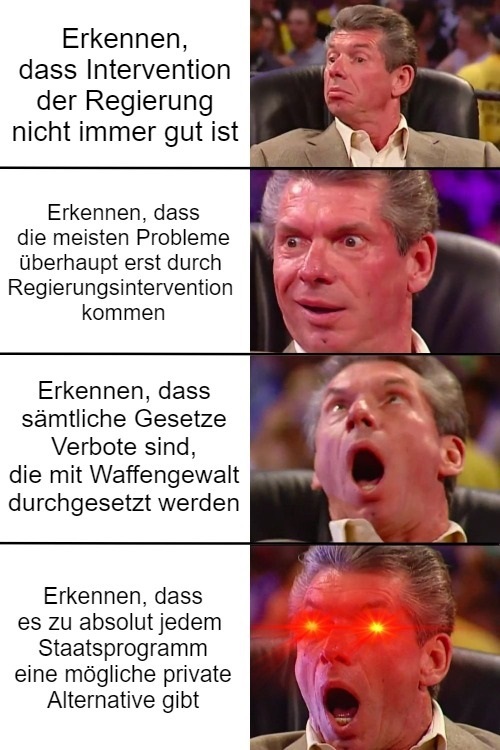 Erkennen,
dass Intervention
der Regierung
nicht immer gut ist
Erkennen, dass
die meisten Probleme
überhaupt erst durch
Regierungsintervention
kommen
Erkennen, dass
sämtliche Gesetze
Verbote sind,
die mit Waffengewalt
durchgesetzt werden
Erkennen, dass
es zu absolut jedem
Staatsprogramm
eine mögliche private
Alternative gibt